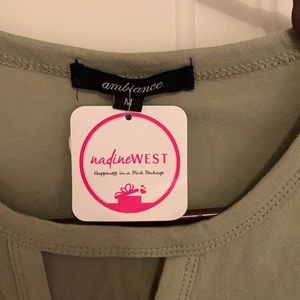 ambiance
M
nadineWEST
Happiness in a Pink Package